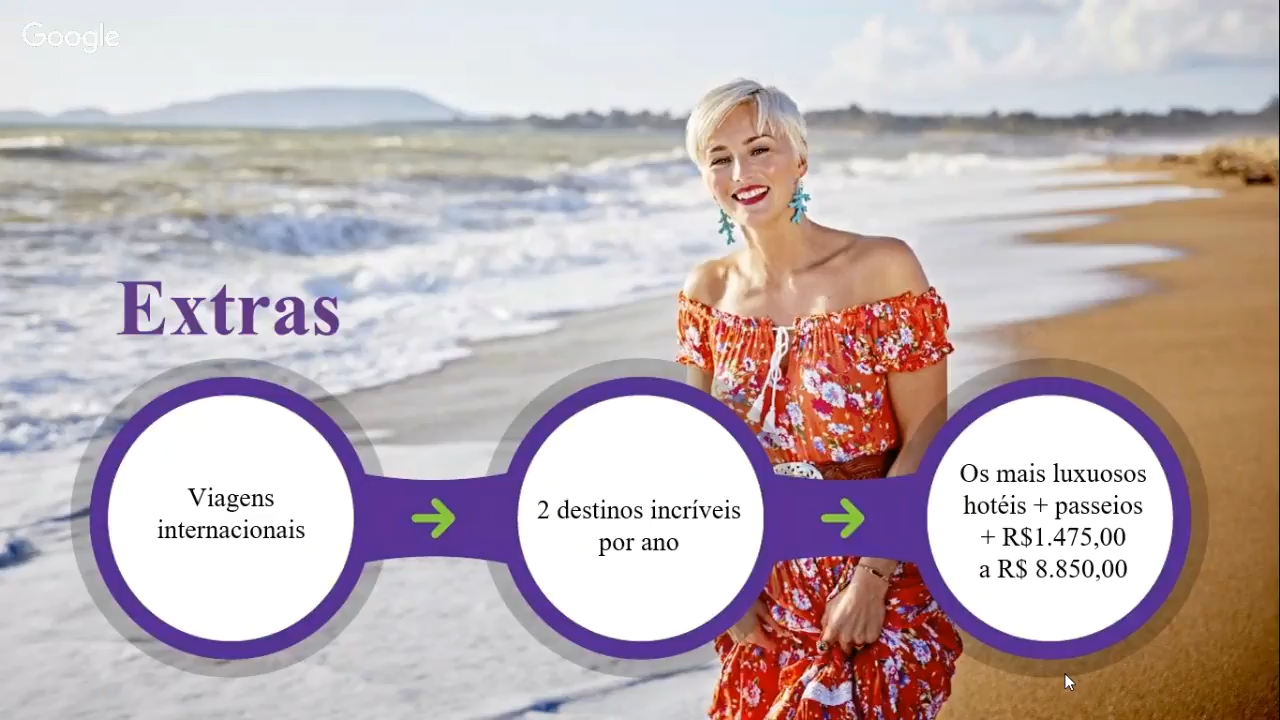 Google
Extras
Viagens
internacionais
2 destinos incríveis
por ano
Os mais luxuosos
hotéis + passeios
+ R$1.475,00
a R$ 8.850,00